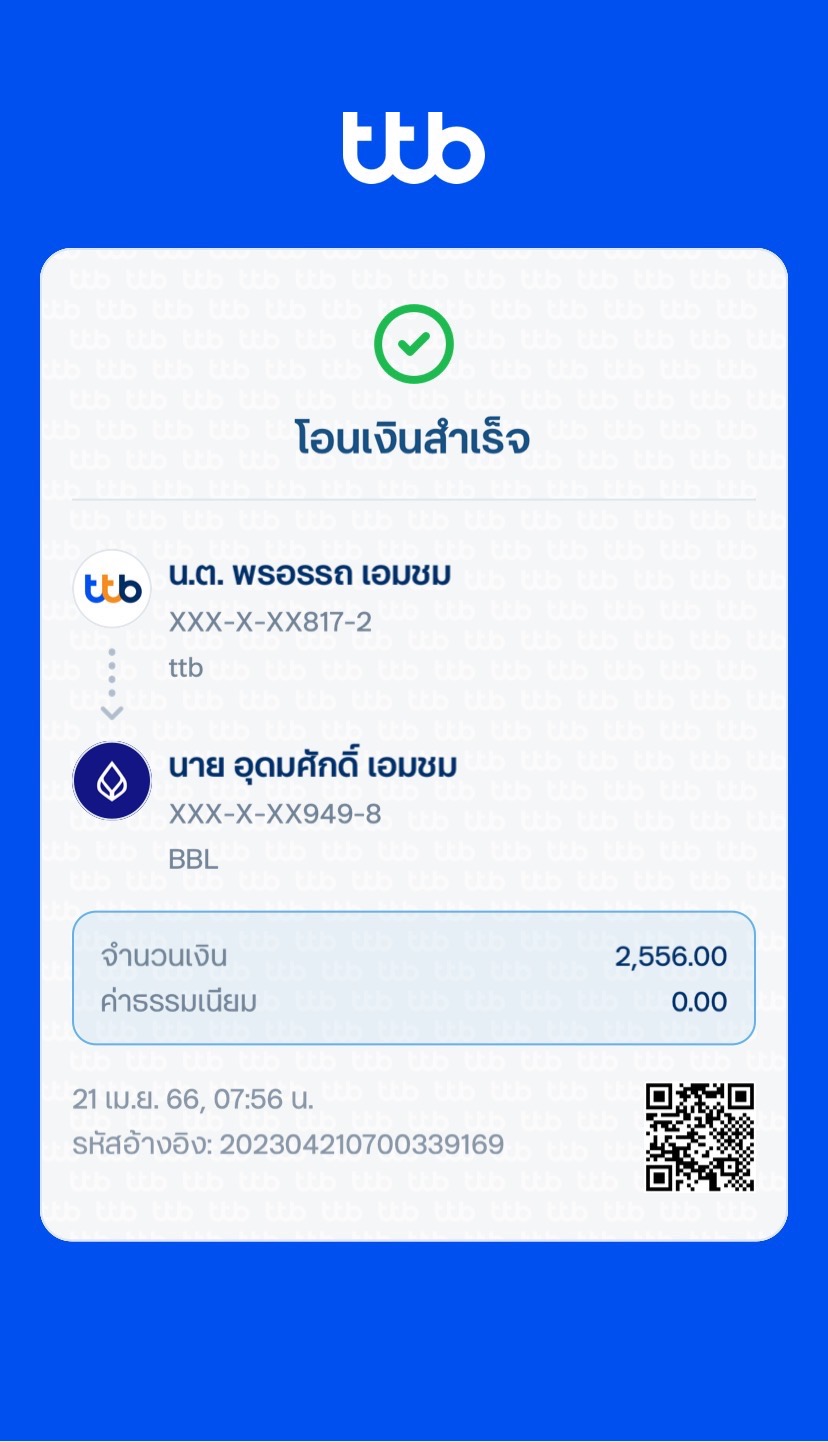 ttb
โอนเงินสำเร็จ
ttb
น.ต. พรอรรถ เอมชม
XXX-X-XX817-2
ttb
นาย อุดมศักดิ์ เอมชม
XXX-X-XX949-8
BBL
จำนวนเงิน 2,556.00
ค่าธรรมเนียม 0.00
21 เม.ย. 66, 07:56 น.
รหัสอ้างอิง: 202304210700339169